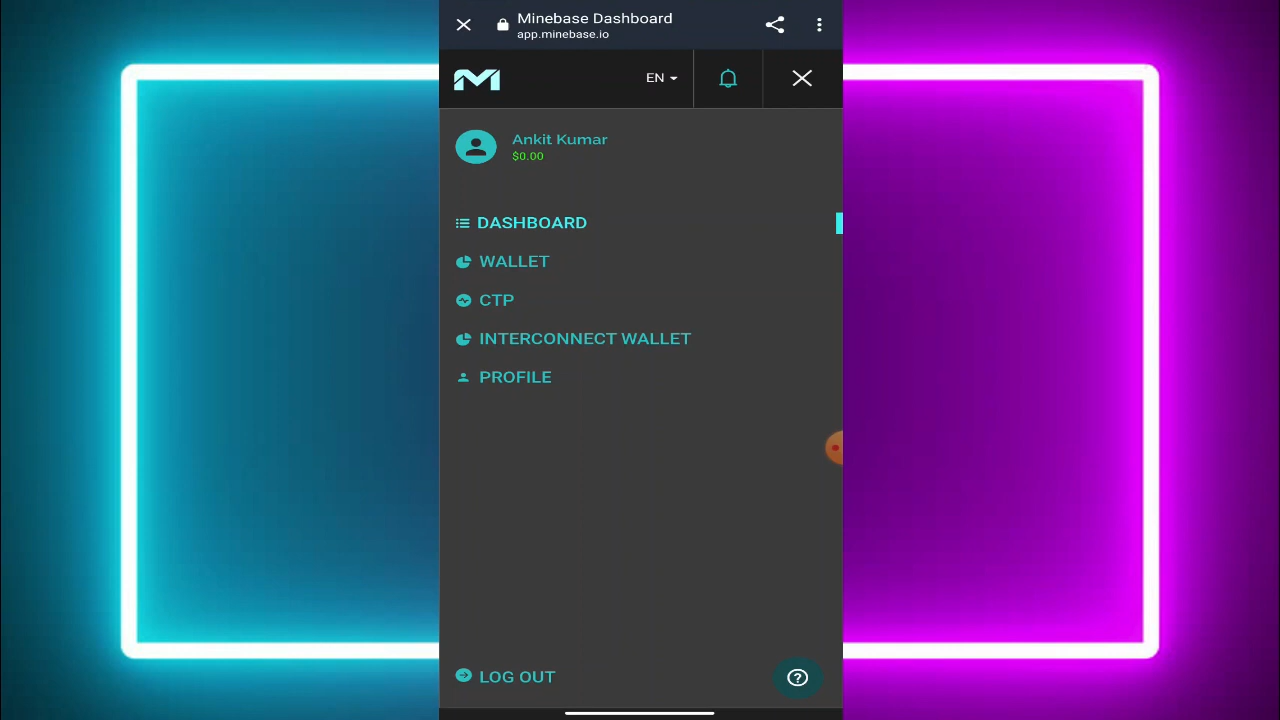 Minebase Dashboard
app.minebase.io
EN
Ankit Kumar
$0.00
DASHBOARD
WALLET
CTP
INTERCONNECT WALLET
PROFILE
LOG OUT
?